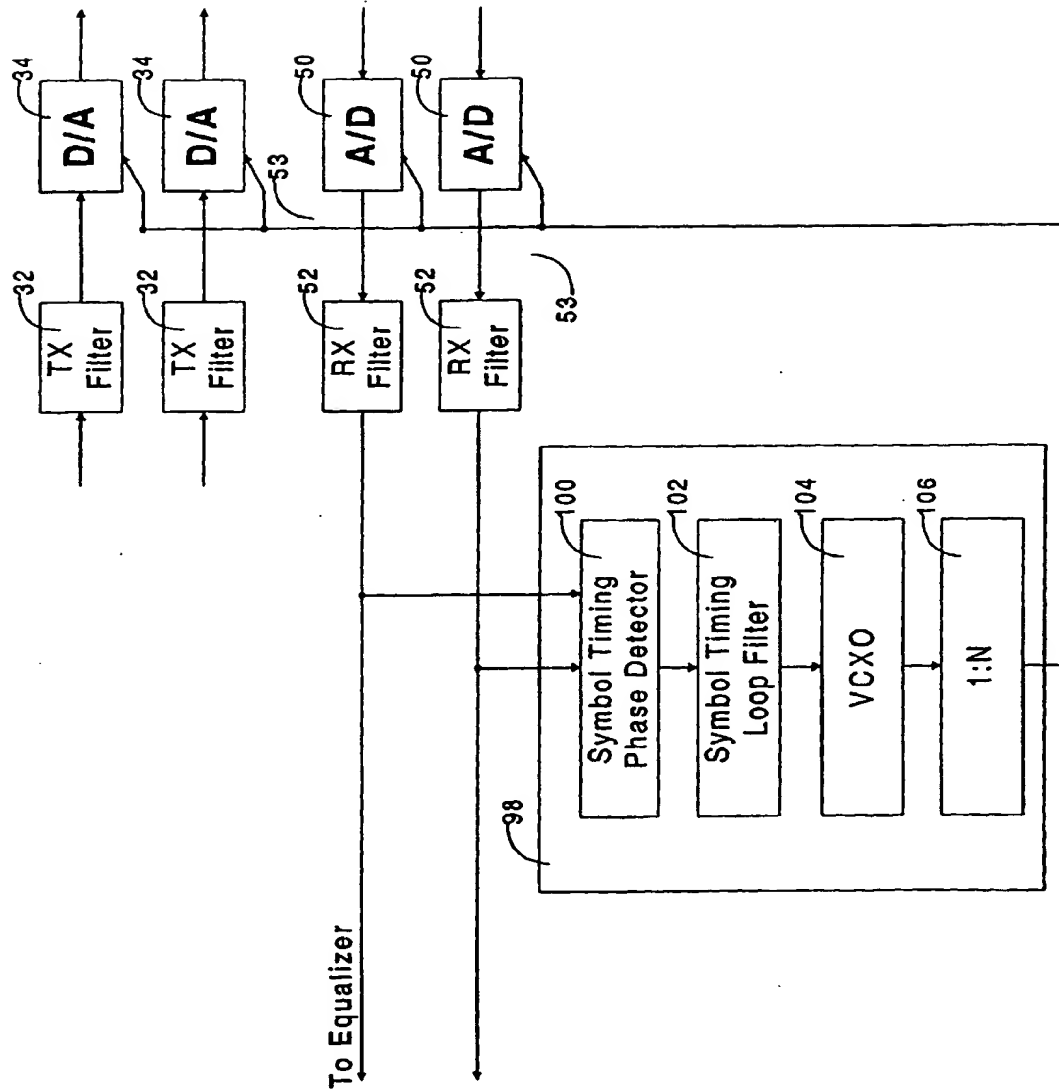 34
D/A
34
D/A
50
A/D
50
A/D
53
32
TX
Filter
32
TX
Filter
52
RX
Filter
52
RX
Filter
53
100
Symbol Timing
Phase Detector
102
Symbol Timing
Loop Filter
104
VCXO
106
1:N
98
To Equalizer